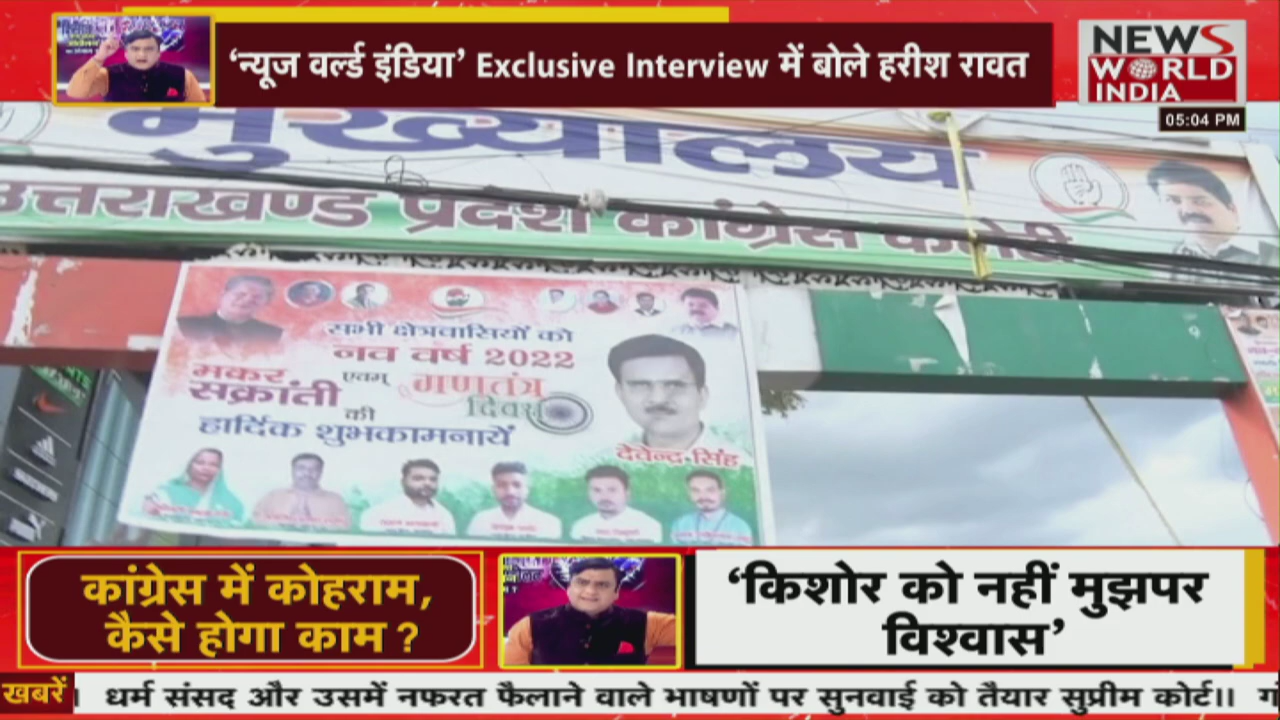 ‘न्यूज वर्ल्ड इंडिया’ Exclusive Interview में बोले हरीश रावत
NEWS
WORLD
INDIA
05:04 PM
मुख्यालय
उत्तराखण्ड प्रदेश कांग्रेस कमेटी
सभी क्षेत्रवासियों को
नव वर्ष 2022
मकर सक्रांती एवम् गणतंत्र दिवस
की
हार्दिक शुभकामनायें
देवेन्द्र सिंह
कांग्रेस में कोहराम,
कैसे होगा काम ?
‘किशोर को नहीं मुझपर
विश्वास’
खबरें । धर्म संसद और उसमें नफरत फैलाने वाले भाषणों पर सुनवाई को तैयार सुप्रीम कोर्ट।।